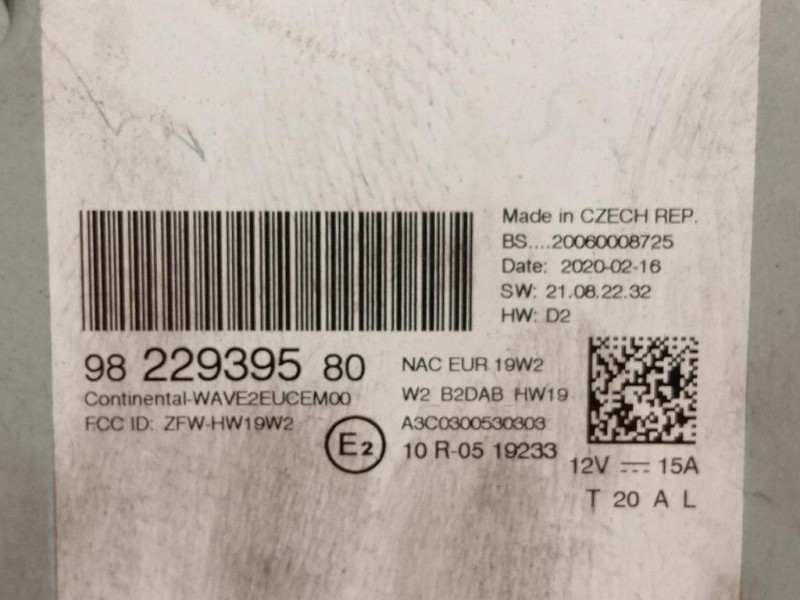 Made in CZECH REP.
BS....20060008725
Date: 2020-02-16
SW: 21.08.22.32
HW: D2
98 229395 80
Continental-WAVE2EUCEM00
FCC ID: ZFW-HW19W2
E2
NAC EUR 19W2
W2 B2DAB_HW19
A3C0300530303
10 R-05 19233
12V ⎓ 15A
T 20 A L